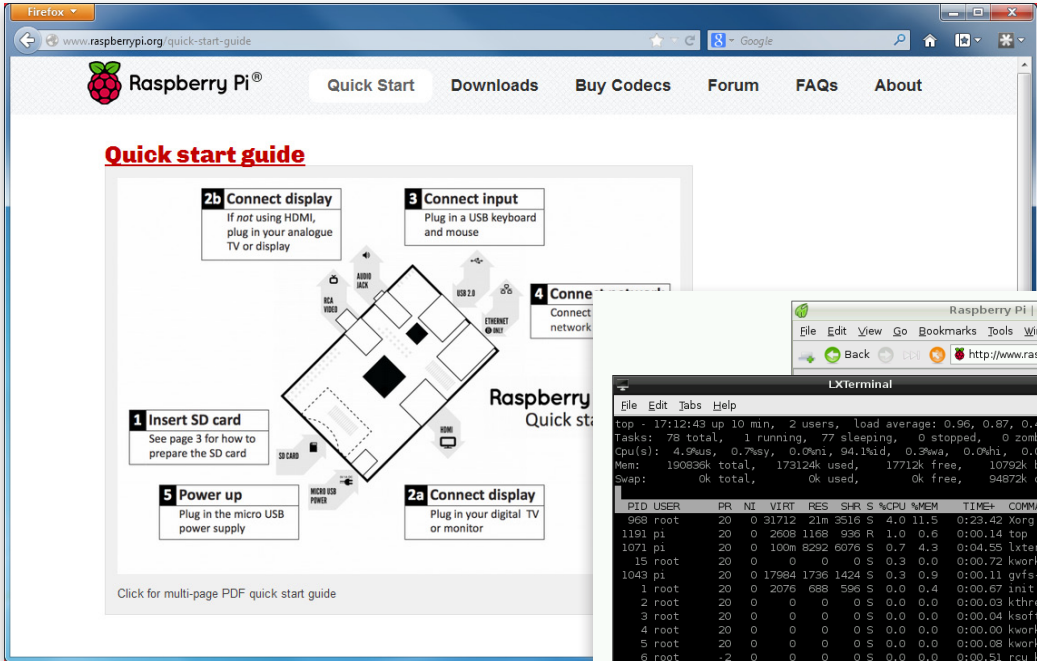 Firefox
www.raspberrypi.org/quick-start-guide
Google
Raspberry Pi®
Quick Start
Downloads
Buy Codecs
Forum
FAQs
About
Quick start guide
2b Connect display
If not using HDMI,
plug in your analogue
TV or display
3 Connect input
Plug in a USB keyboard
and mouse
RCA
VIDEO
AUDIO
JACK
USB 2.0
ETHERNET
ONLY
4
Connect
network
1 Insert SD card
See page 3 for how to
prepare the SD card
SD CARD
MICRO USB
POWER
HDMI
Raspberry
Quick
5 Power up
Plug in the micro USB
power supply
2a Connect display
Plug in your digital TV
or monitor
Click for multi-page PDF quick start guide
Raspberry Pi |
File Edit View Go Bookmarks Tools
Back
http://www.ras
LXTerminal
File Edit Tabs Help
top - 17:12:43 up 10 min, 2 users, load average: 0.96, 0.87, 0.4
Tasks: 78 total, 1 running, 77 sleeping, 0 stopped, 0 zomb
Cpu(s): 4.9%us, 0.7%sy, 0.0%ni, 94.1%id, 0.3%wa, 0.0%hi, 0.0
Mem: 190836k total, 173124k used, 17712k free, 10792k b
Swap: 0k total, 0k used, 0k free, 94872k
PID USER PR NI VIRT RES SHR S %CPU %MEM TIME+ COMMA
968 root 20 0 31712 21m 3516 S 4.0 11.5 0:23.42 Xorg
1191 pi 20 0 2608 1168 936 R 1.0 0.6 0:00.14 top
1071 pi 20 0 100m 8292 6076 S 0.7 4.3 0:04.55 lxter
15 root 20 0 0 0 0 S 0.3 0.0 0:00.72 kwork
1043 pi 20 0 17984 1736 1424 S 0.3 0.9 0:00.11 gvfs-
1 root 20 0 2076 688 596 S 0.0 0.4 0:00.67 init
2 root 20 0 0 0 0 S 0.0 0.0 0:00.03 kthre
3 root 20 0 0 0 0 S 0.0 0.0 0:00.04 ksoft
4 root 20 0 0 0 0 S 0.0 0.0 0:00.00 kwork
5 root 20 0 0 0 0 S 0.0 0.0 0:00.08 kwork
6 root -2 0 0 0 0 S 0.0 0.0 0:00.51 rcu_k